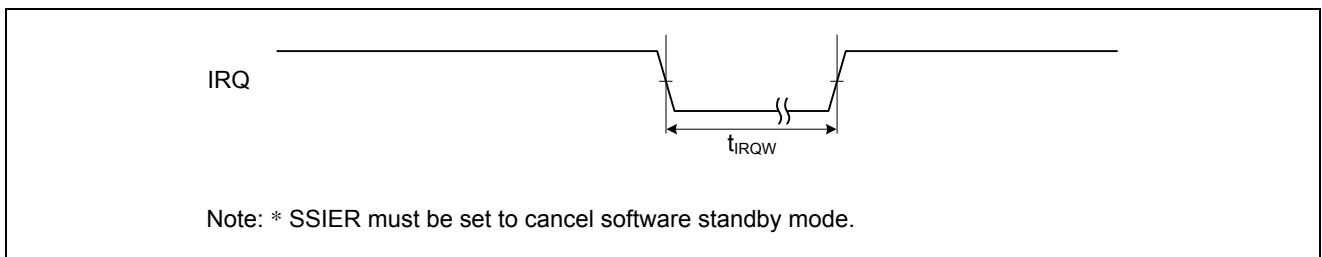 IRQ
tIRQW
Note: * SSIER must be set to cancel software standby mode.